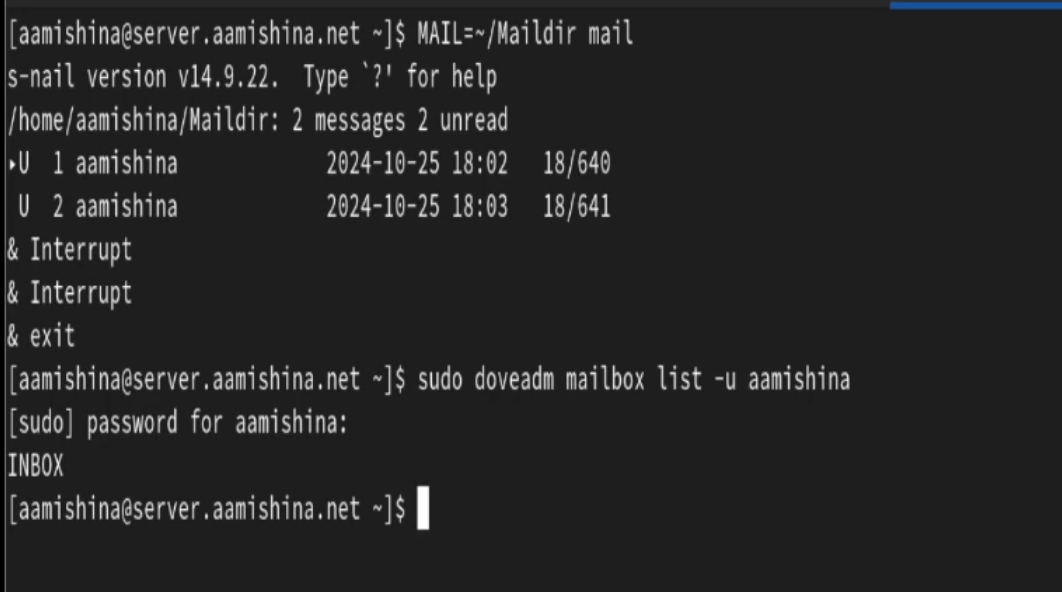 [aamishina@server.aamishina.net ~]$ MAIL=~/Maildir mail
s-nail version v14.9.22.  Type `?' for help
/home/aamishina/Maildir: 2 messages 2 unread
▸U  1 aamishina             2024-10-25 18:02   18/640
 U  2 aamishina             2024-10-25 18:03   18/641
& Interrupt
& Interrupt
& exit
[aamishina@server.aamishina.net ~]$ sudo doveadm mailbox list -u aamishina
[sudo] password for aamishina:
INBOX
[aamishina@server.aamishina.net ~]$